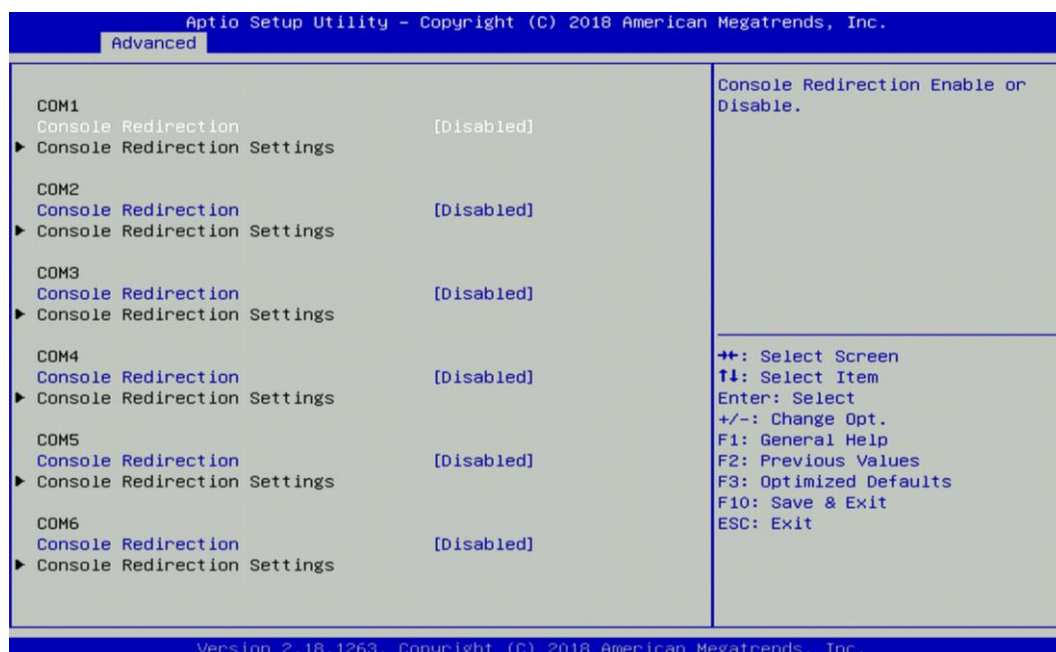 Aptio Setup Utility – Copyright (C) 2018 American Megatrends, Inc.
Advanced
COM1
Console Redirection [Disabled]
▶ Console Redirection Settings
COM2
Console Redirection [Disabled]
▶ Console Redirection Settings
COM3
Console Redirection [Disabled]
▶ Console Redirection Settings
COM4
Console Redirection [Disabled]
▶ Console Redirection Settings
COM5
Console Redirection [Disabled]
▶ Console Redirection Settings
COM6
Console Redirection [Disabled]
▶ Console Redirection Settings
Console Redirection Enable or
Disable.
→←: Select Screen
↑↓: Select Item
Enter: Select
+/-: Change Opt.
F1: General Help
F2: Previous Values
F3: Optimized Defaults
F10: Save & Exit
ESC: Exit
Version 2.18.1263. Copyright (C) 2018 American Megatrends, Inc.